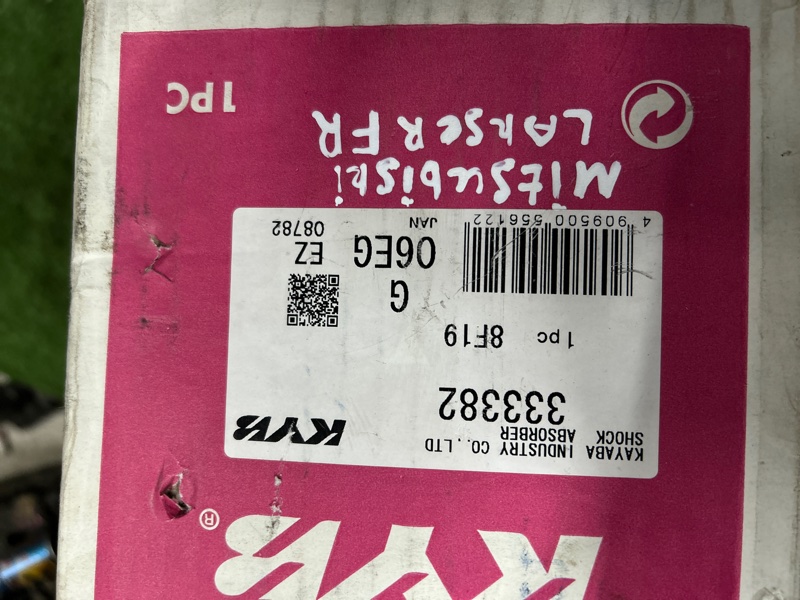 KYB®
KAYABA INDUSTRY CO., LTD
SHOCK ABSORBER
KYB
333382
1 pc 8F19
G
06EG
EZ
08782
JAN
4 909500 556122
Mitsubishi
LANSER FR
1PC